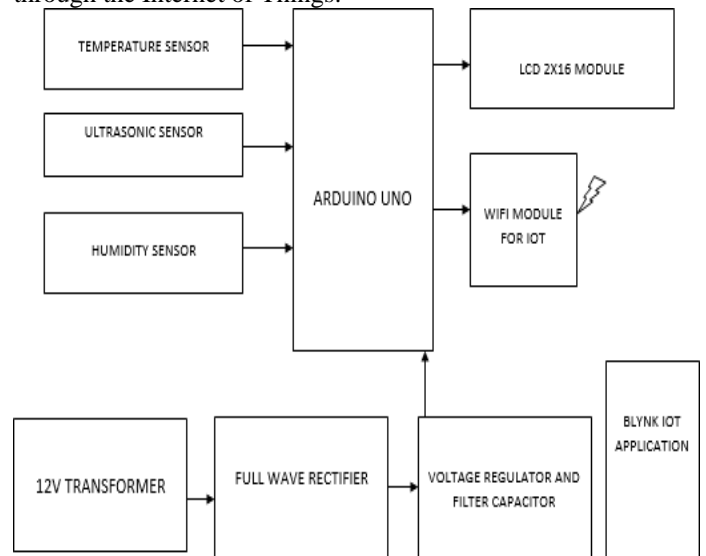 through the Internet of Things.
TEMPERATURE SENSOR
ULTRASONIC SENSOR
HUMIDITY SENSOR
ARDUINO UNO
LCD 2X16 MODULE
WIFI MODULE
FOR IOT
12V TRANSFORMER
FULL WAVE RECTIFIER
VOLTAGE REGULATOR AND
FILTER CAPACITOR
BLYNK IOT
APPLICATION